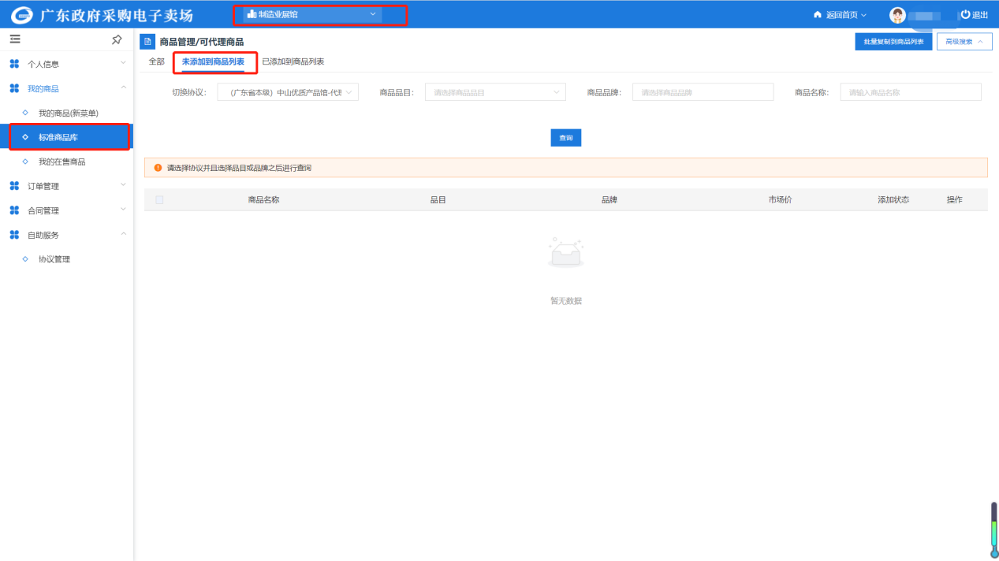 广东政府采购电子卖场
制造业展馆
返回首页
退出
商品管理/可代理商品
批量复制到商品列表
高级搜索
全部
未添加到商品列表
已添加到商品列表
个人信息
我的商品
我的商品(新菜单)
标准商品库
我的在售商品
订单管理
合同管理
自助服务
协议管理
切换协议：
（广东省本级）中山优质产品馆-代理
商品品目：
请选择商品品目
商品品牌：
请选择商品品牌
商品名称：
请输入商品名称
查询
请选择协议并且选择品目或品牌之后进行查询
商品名称 品目 品牌 市场价 添加状态 操作
暂无数据